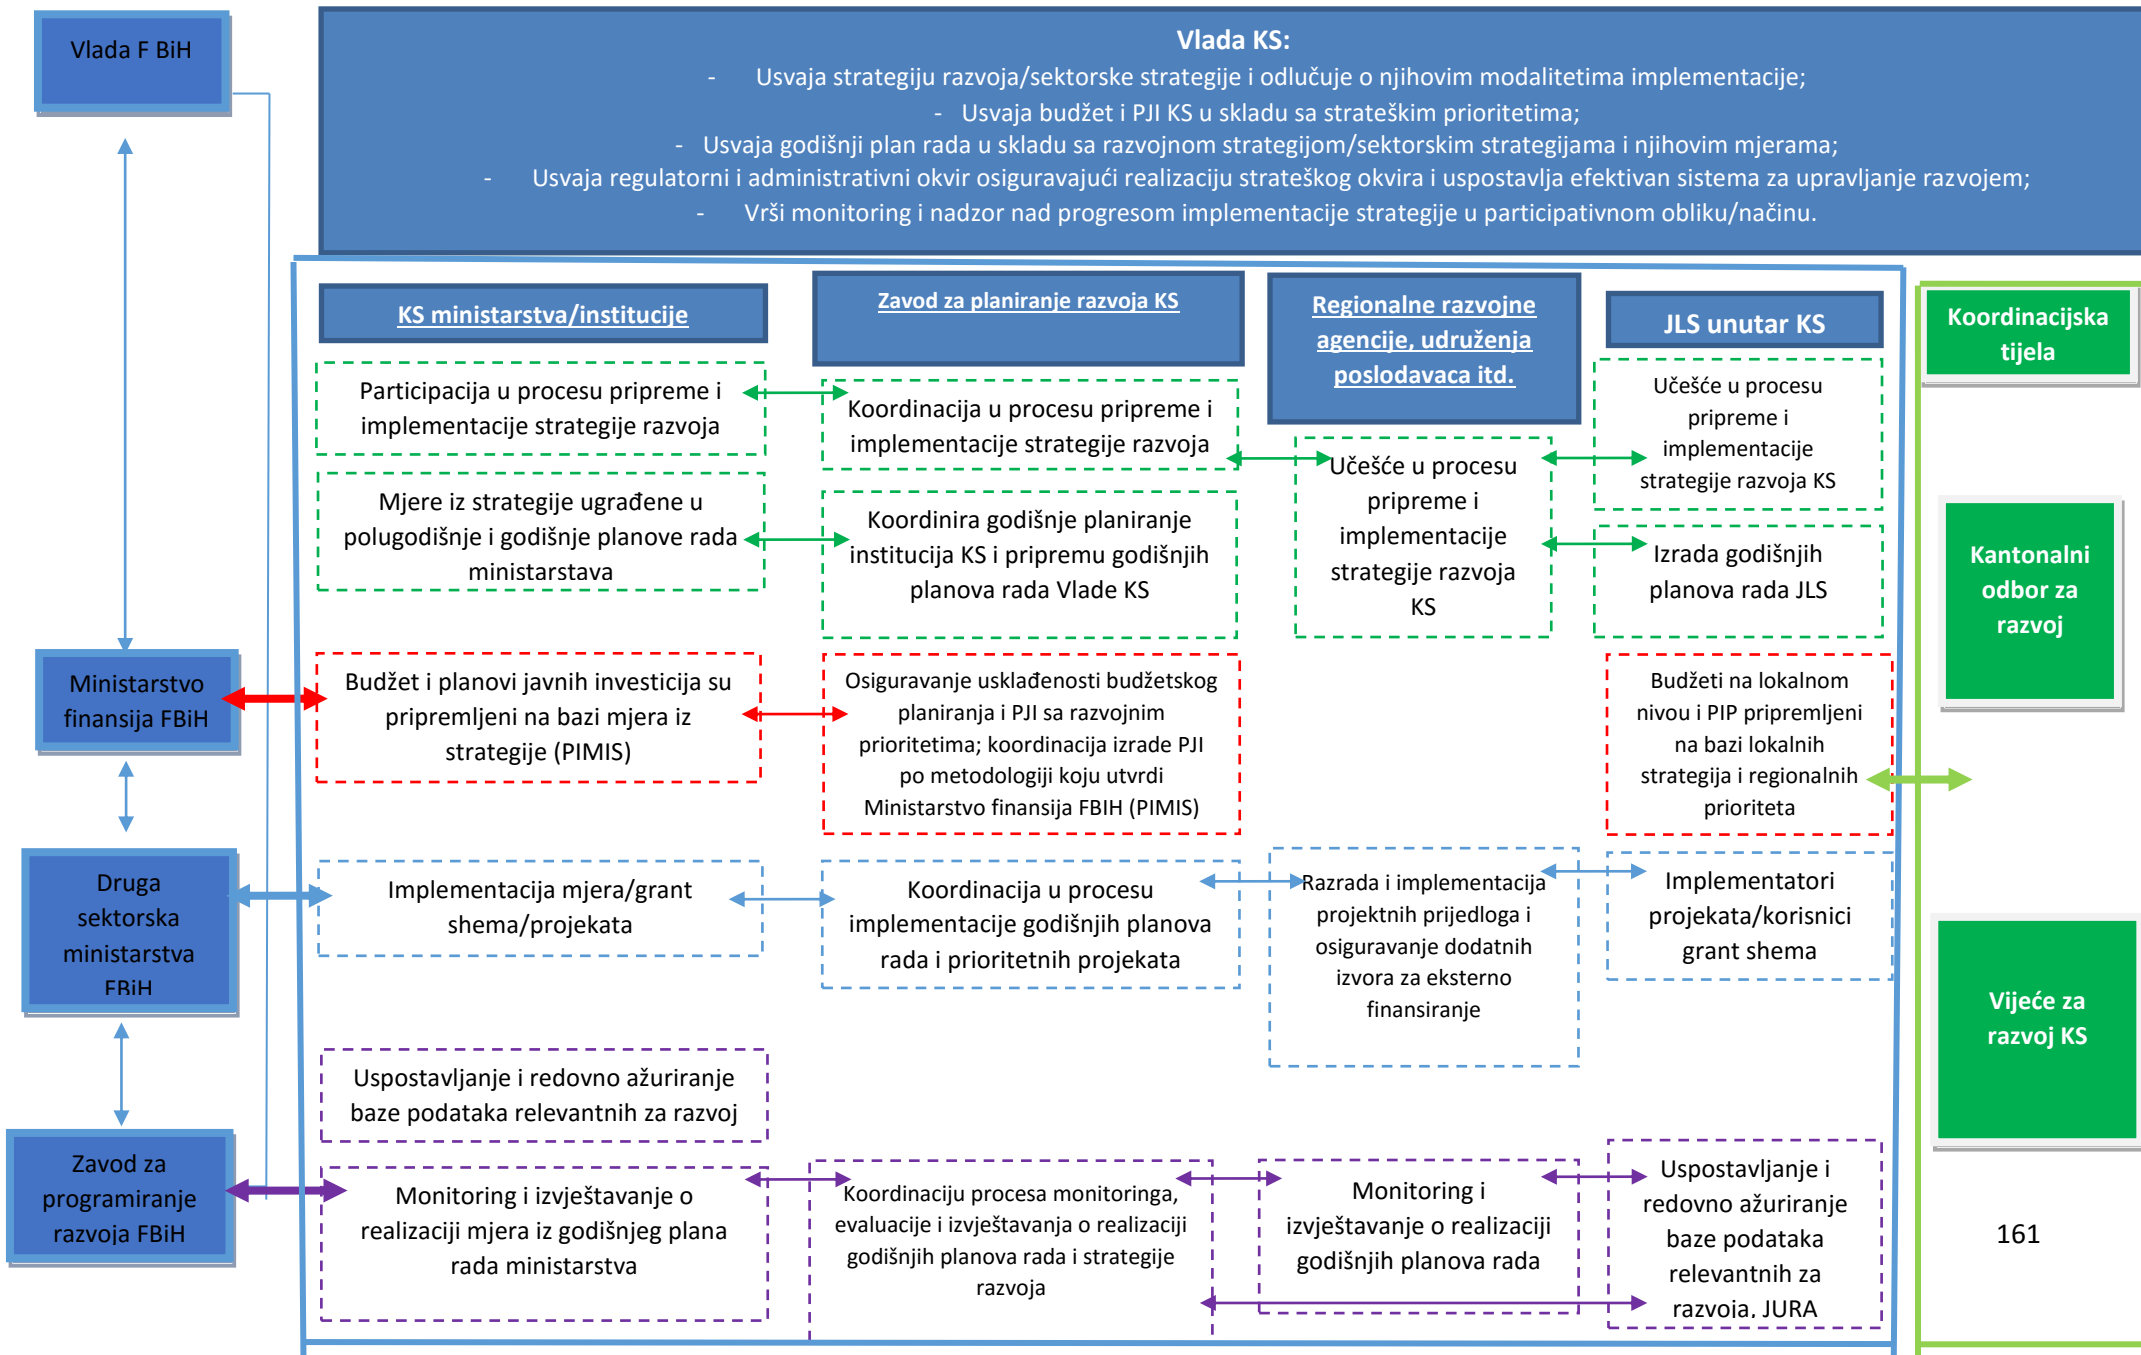 Vlada F BiH
Vlada KS:
- Usvaja strategiju razvoja/sektorske strategije i odlučuje o njihovim modalitetima implementacije;
- Usvaja budžet i PJI KS u skladu sa strateškim prioritetima;
- Usvaja godišnji plan rada u skladu sa razvojnom strategijom/sektorskim strategijama i njihovim mjerama;
- Usvaja regulatorni i administrativni okvir osiguravajući realizaciju strateškog okvira i uspostavlja efektivan sistema za upravljanje razvojem;
- Vrši monitoring i nadzor nad progresom implementacije strategije u participativnom obliku/načinu.
KS ministarstva/institucije
Zavod za planiranje razvoja KS
Regionalne razvojne
agencije, udruženja
poslodavaca itd.
JLS unutar KS
Koordinacijska
tijela
Participacija u procesu pripreme i
implementacije strategije razvoja
Koordinacija u procesu pripreme i
implementacije strategije razvoja
Učešće u procesu
pripreme i
implementacije
strategije razvoja
KS
Učešće u procesu
pripreme i
implementacije
strategije razvoja KS
Mjere iz strategije ugrađene u
polugodišnje i godišnje planove rada
ministarstava
Koordinira godišnje planiranje
institucija KS i pripremu godišnjih
planova rada Vlade KS
Izrada godišnjih
planova rada JLS
Kantonalni
odbor za
razvoj
Ministarstvo
finansija FBiH
Budžet i planovi javnih investicija su
pripremljeni na bazi mjera iz
strategije (PIMIS)
Osiguravanje usklađenosti budžetskog
planiranja i PJI sa razvojnim
prioritetima; koordinacija izrade PJI
po metodologiji koju utvrdi
Ministarstvo finansija FBIH (PIMIS)
Budžeti na lokalnom
nivou i PIP pripremljeni
na bazi lokalnih
strategija i regionalnih
prioriteta
Druga
sektorska
ministarstva
FBiH
Implementacija mjera/grant
shema/projekata
Koordinacija u procesu
implementacije godišnjih planova
rada i prioritetnih projekata
Razrada i implementacija
projektnih prijedloga i
osiguravanje dodatnih
izvora za eksterno
finansiranje
Implementatori
projekata/korisnici
grant shema
Vijeće za
razvoj KS
Uspostavljanje i redovno ažuriranje
baze podataka relevantnih za razvoj
Zavod za
programiranje
razvoja FBiH
Monitoring i izvještavanje o
realizaciji mjera iz godišnjeg plana
rada ministarstva
Koordinaciju procesa monitoringa,
evaluacije i izvještavanja o realizaciji
godišnjih planova rada i strategije
razvoja
Monitoring i
izvještavanje o realizaciji
godišnjih planova rada
Uspostavljanje i
redovno ažuriranje
baze podataka
relevantnih za
razvoja, JURA
161